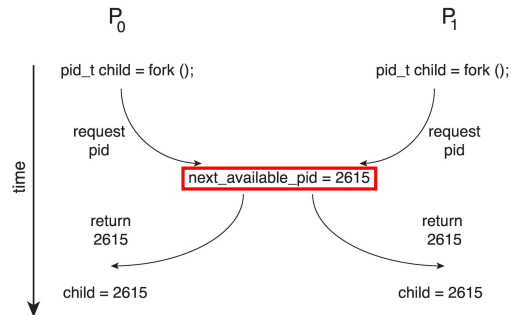 P0 P1
pid_t child = fork (); pid_t child = fork ();
request request
pid pid
next_available_pid = 2615
time
return return
2615 2615
child = 2615 child = 2615